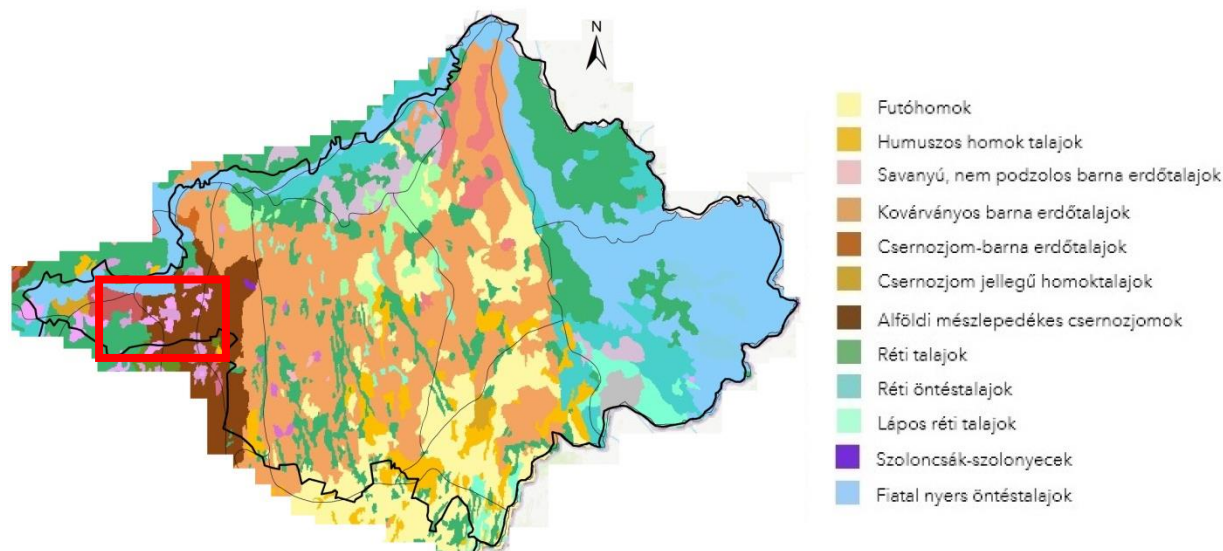 N
Futóhomok
Humuszos homok talajok
Savanyú, nem podzolos barna erdőtalajok
Kovárványos barna erdőtalajok
Csernozjom-barna erdőtalajok
Csernozjom jellegű homoktalajok
Alföldi mészlepedékes csernozjomok
Réti talajok
Réti öntéstalajok
Lápos réti talajok
Szoloncsák-szolonyecek
Fiatal nyers öntéstalajok